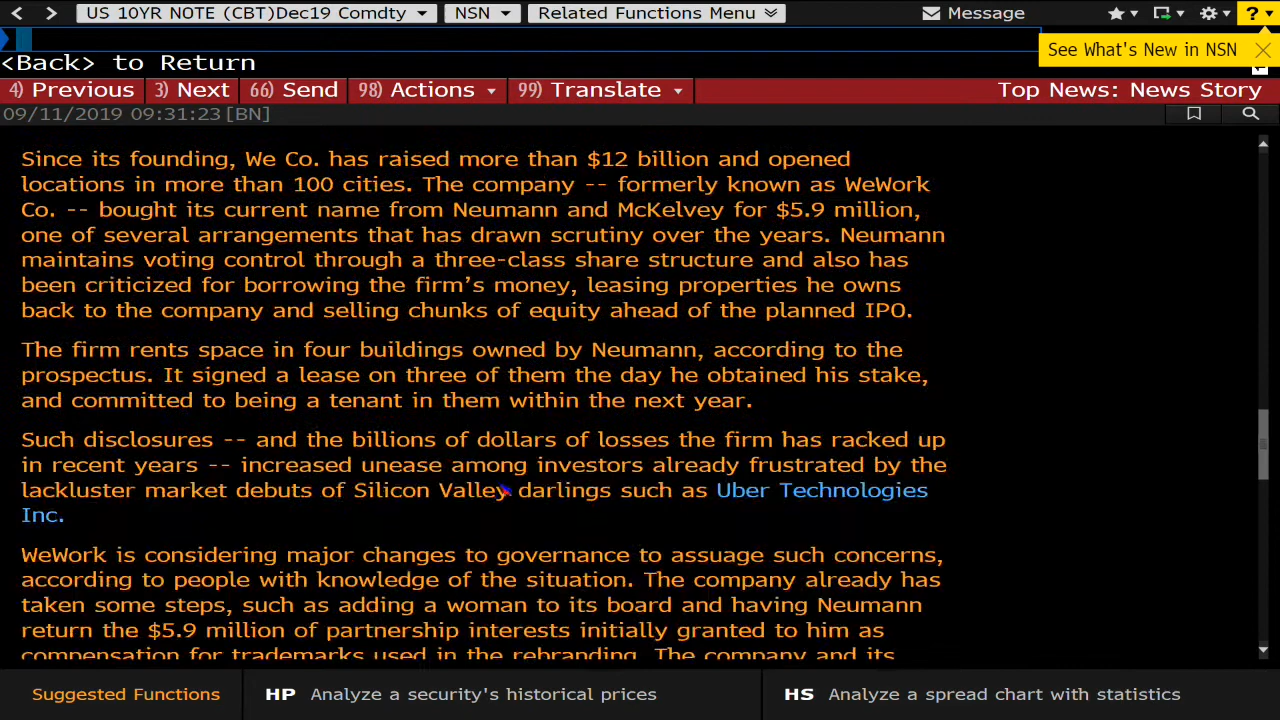 US 10YR NOTE (CBT)Dec19 Comdty NSN Related Functions Menu Message ?
See What's New in NSN
<Back> to Return
4) Previous 3) Next 66) Send 98) Actions 99) Translate Top News: News Story
09/11/2019 09:31:23[BN]
Since its founding, We Co. has raised more than $12 billion and opened
locations in more than 100 cities. The company -- formerly known as WeWork
Co. -- bought its current name from Neumann and McKelvey for $5.9 million,
one of several arrangements that has drawn scrutiny over the years. Neumann
maintains voting control through a three-class share structure and also has
been criticized for borrowing the firm’s money, leasing properties he owns
back to the company and selling chunks of equity ahead of the planned IPO.
The firm rents space in four buildings owned by Neumann, according to the
prospectus. It signed a lease on three of them the day he obtained his stake,
and committed to being a tenant in them within the next year.
Such disclosures -- and the billions of dollars of losses the firm has racked up
in recent years -- increased unease among investors already frustrated by the
lackluster market debuts of Silicon Valley darlings such as Uber Technologies
Inc.
WeWork is considering major changes to governance to assuage such concerns,
according to people with knowledge of the situation. The company already has
taken some steps, such as adding a woman to its board and having Neumann
return the $5.9 million of partnership interests initially granted to him as
compensation for trademarks used in the rebranding. The company and its
Suggested Functions HP Analyze a security's historical prices HS Analyze a spread chart with statistics